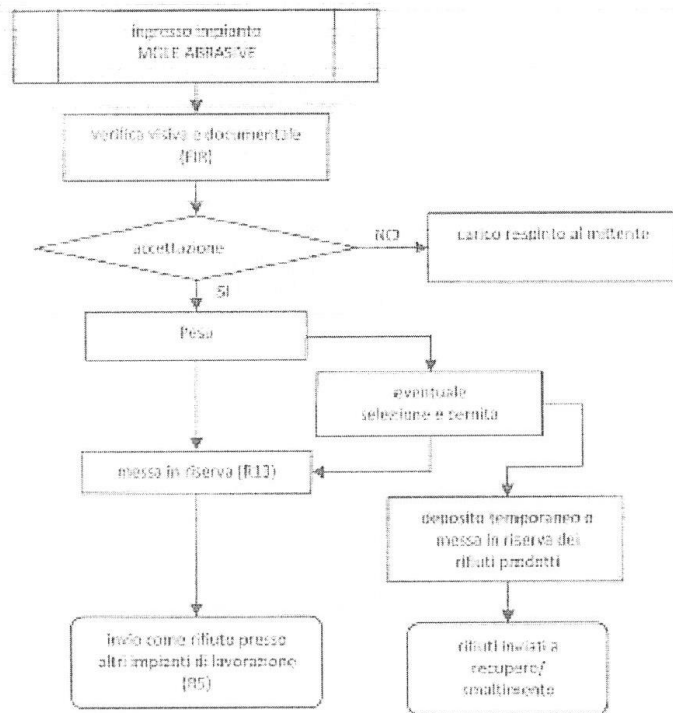 ingresso impianto
MOLE ABRASIVE
verifica visiva e documentale
(FIR)
accettazione
NO
carico respinto al mittente
SI
Pesa
eventuale
selezione e cernita
messa in riserva (R13)
deposito temporaneo o
messa in riserva dei
rifiuti prodotti
invio come rifiuto presso
altri impianti di lavorazione
(R5)
rifiuti inviati a
recupero/
smaltimento